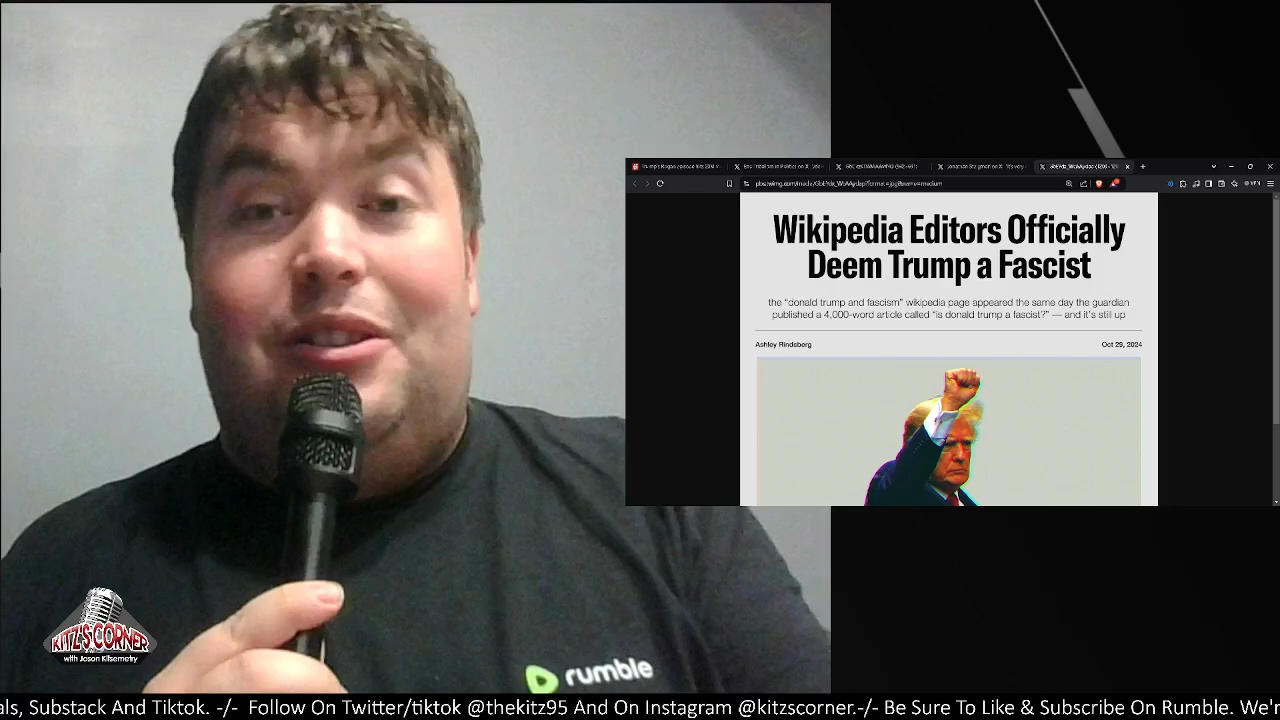 Wikipedia Editors Officially
Deem Trump a Fascist
the “donald trump and fascism” wikipedia page appeared the same day the guardian
published a 4,000-word article called “is donald trump a fascist?” — and it's still up
Ashley Rindsberg
Oct 29, 2024
KITZ'S CORNER
with Jason Kitsemetry
rumble
als, Substack And Tiktok. -/- Follow On Twitter/tiktok @thekitz95 And On Instagram @kitzscorner.-/- Be Sure To Like & Subscribe On Rumble. We'r